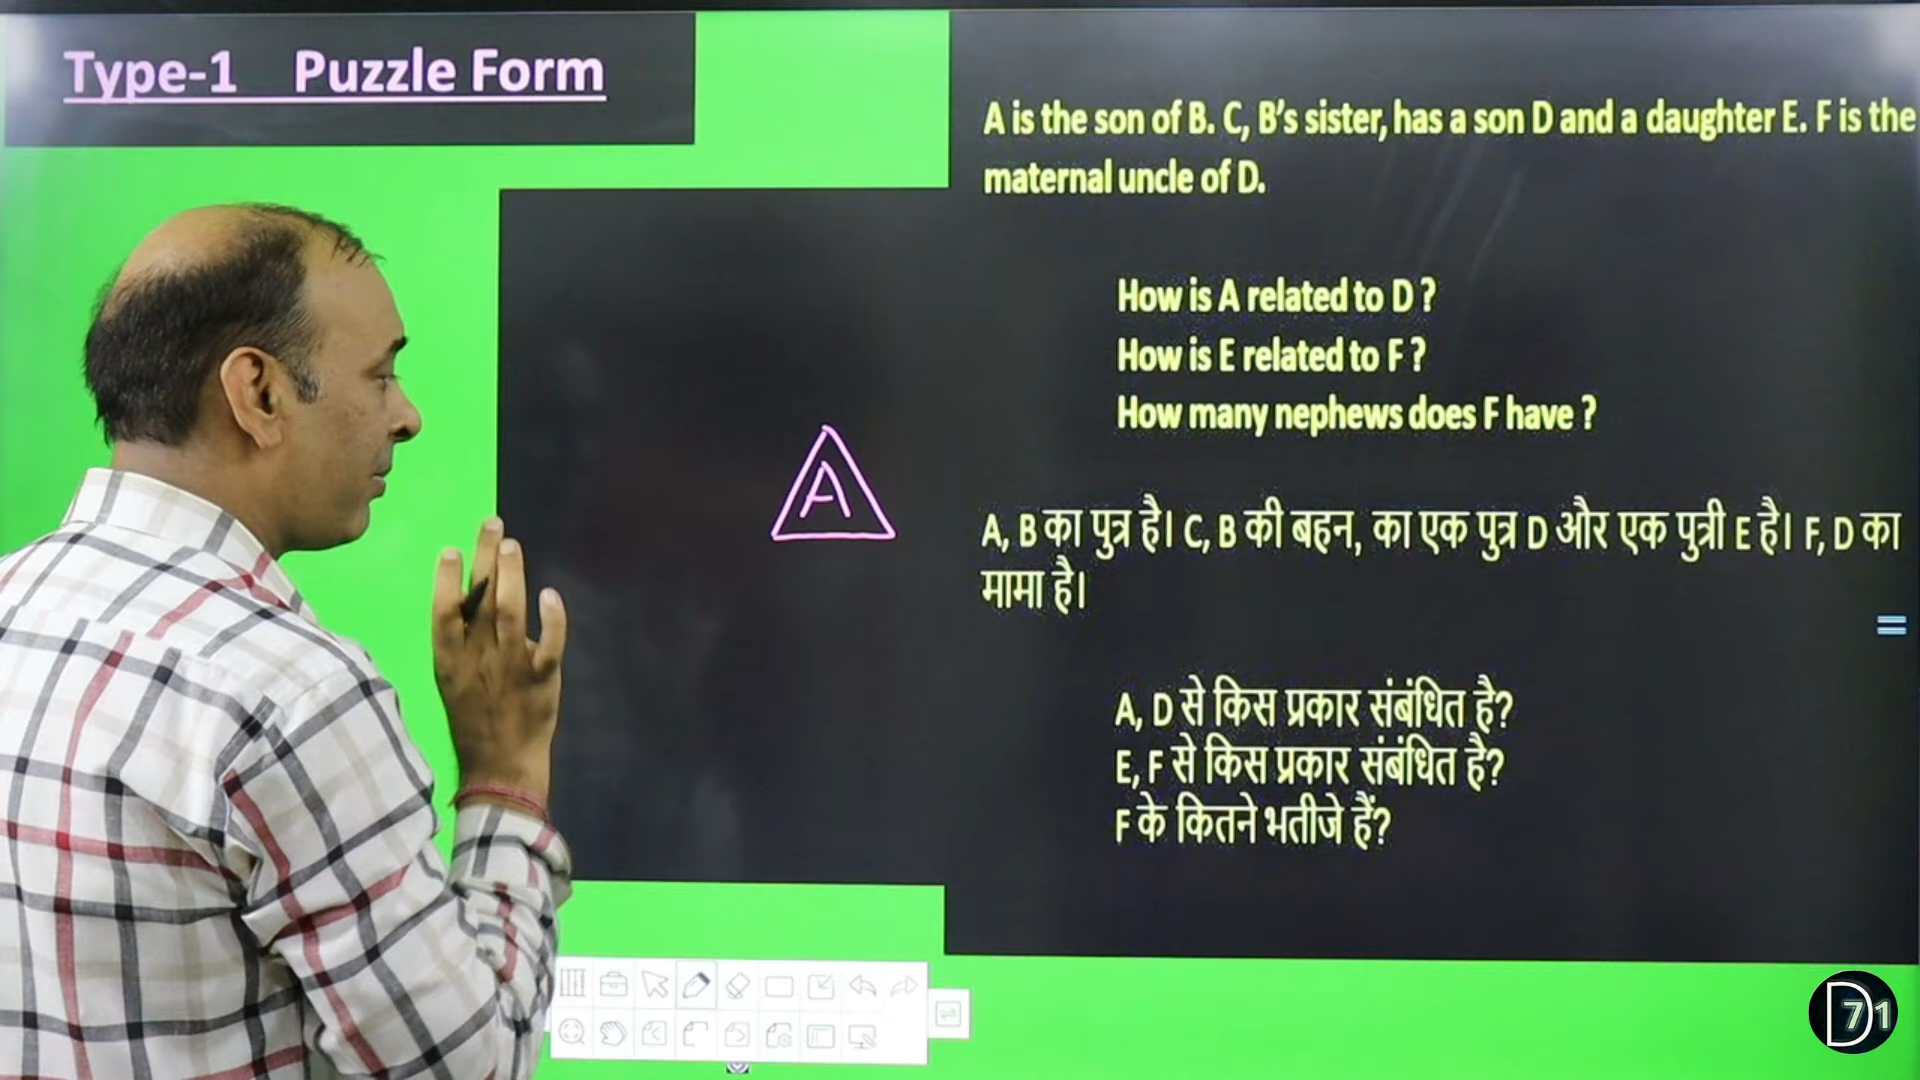 Type-1 Puzzle Form
A is the son of B. C, B's sister, has a son D and a daughter E. F is the
maternal uncle of D.
How is A related to D ?
How is E related to F ?
How many nephews does F have ?
A
A, B का पुत्र है। C, B की बहन, का एक पुत्र D और एक पुत्री E है। F, D का
मामा है।
=
A, D से किस प्रकार संबंधित है?
E, F से किस प्रकार संबंधित है?
F के कितने भतीजे हैं?
D 71